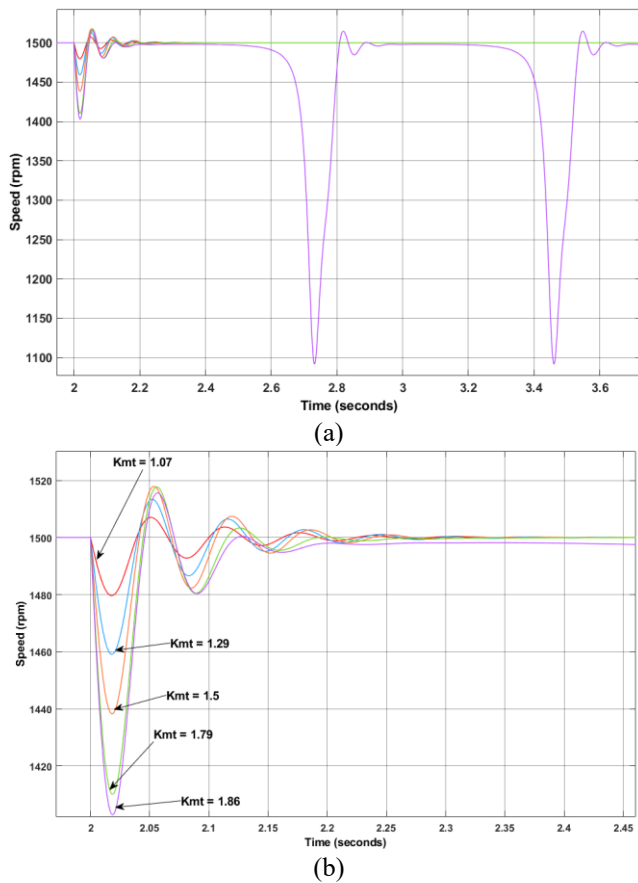 1500
1450
1400
1350
1300
1250
1200
1150
1100
Speed (rpm)
2 2.2 2.4 2.6 2.8 3 3.2 3.4 3.6
Time (seconds)
(a)
1520
1500
1480
1460
1440
1420
Speed (rpm)
Kmt = 1.07
Kmt = 1.29
Kmt = 1.5
Kmt = 1.79
Kmt = 1.86
2 2.05 2.1 2.15 2.2 2.25 2.3 2.35 2.4 2.45
Time (seconds)
(b)